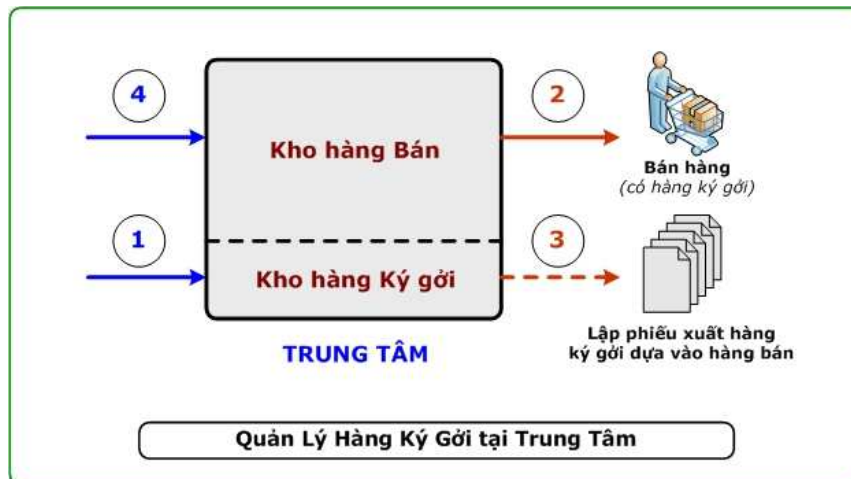 4
2
Kho hàng Bán
Bán hàng
(có hàng ký gởi)
1
3
Kho hàng Ký gởi
Lập phiếu xuất hàng
ký gởi dựa vào hàng bán
TRUNG TÂM
Quản Lý Hàng Ký Gởi tại Trung Tâm